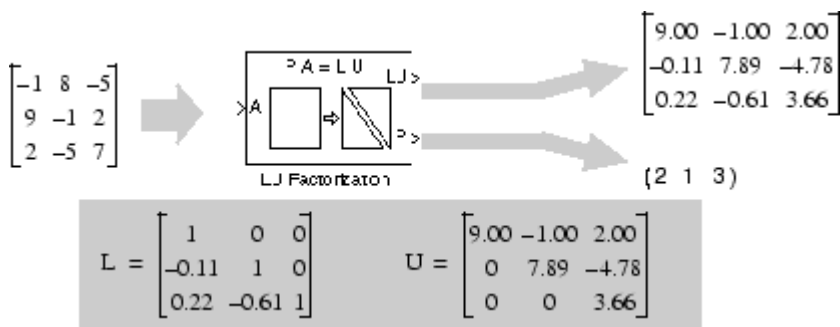 -1 8 -5
9 -1 2
2 -5 7
P A = L U
A
LU
P
LU Factorization
9.00 -1.00 2.00
-0.11 7.89 -4.78
0.22 -0.61 3.66
(2 1 3)
L =
1 0 0
-0.11 1 0
0.22 -0.61 1
U =
9.00 -1.00 2.00
0 7.89 -4.78
0 0 3.66